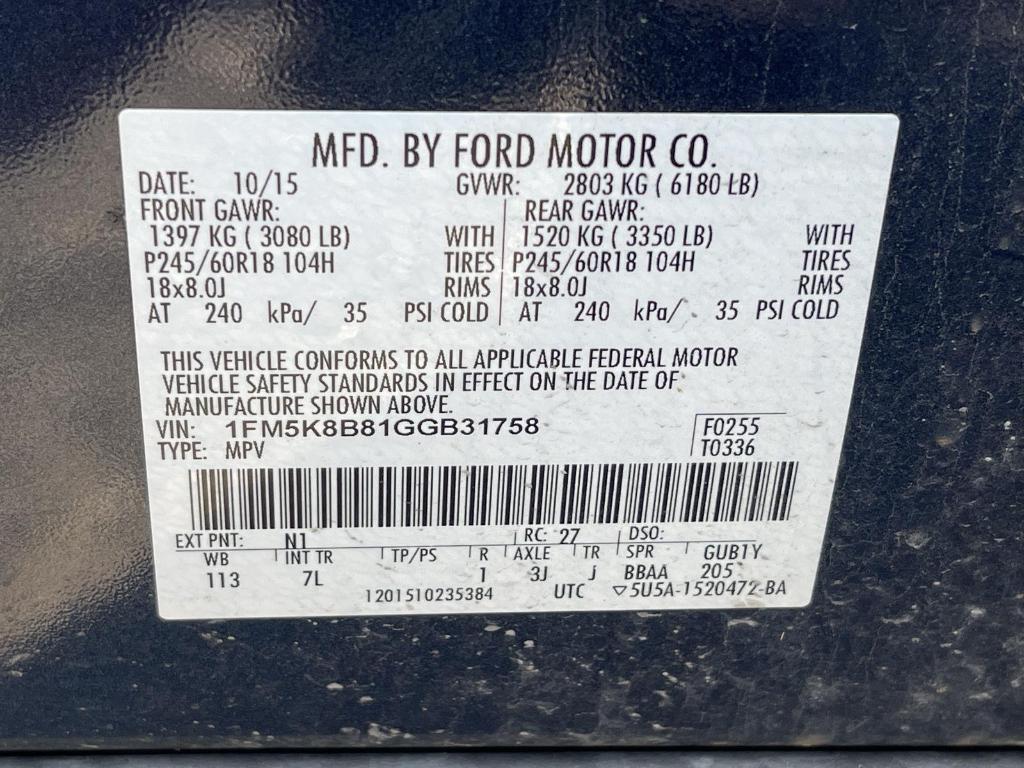 MFD. BY FORD MOTOR CO.
DATE: 10/15 GVWR: 2803 KG ( 6180 LB)
FRONT GAWR: REAR GAWR:
1397 KG ( 3080 LB) WITH 1520 KG ( 3350 LB) WITH
P245/60R18 104H TIRES P245/60R18 104H TIRES
18x8.0J RIMS 18x8.0J RIMS
AT 240 kPa/ 35 PSI COLD AT 240 kPa/ 35 PSI COLD
THIS VEHICLE CONFORMS TO ALL APPLICABLE FEDERAL MOTOR
VEHICLE SAFETY STANDARDS IN EFFECT ON THE DATE OF
MANUFACTURE SHOWN ABOVE.
VIN: 1FM5K8B81GGB31758 F0255
TYPE: MPV T0336
EXT PNT: N1 RC: 27 DSO:
WB INT TR TP/PS R AXLE TR SPR GUB1Y
113 7L 1 3J J BBAA 205
1201510235384 UTC ▽5U5A-1520472-BA